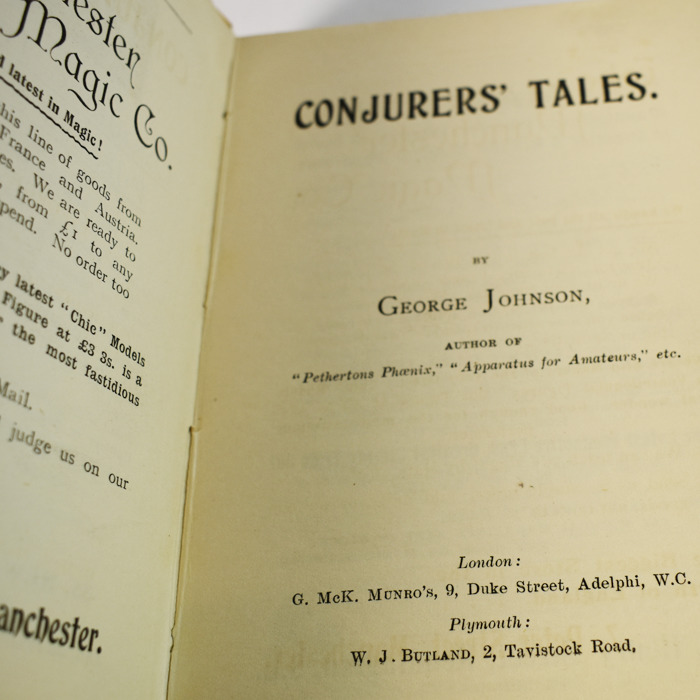 Magic Co.
latest in Magic!
his line of goods from
France and Austria.
We are ready to
from £1 to any
No order too
latest "Chic" Models
Figure at £3 3s. is a
the most fastidious
Mail.
judge us on our
anchester.
CONJURERS' TALES.
BY
GEORGE JOHNSON,
AUTHOR OF
"Pethertons Phœnix," "Apparatus for Amateurs," etc.
London:
G. McK. MUNRO'S, 9, Duke Street, Adelphi, W.C.
Plymouth:
W. J. BUTLAND, 2, Tavistock Road,